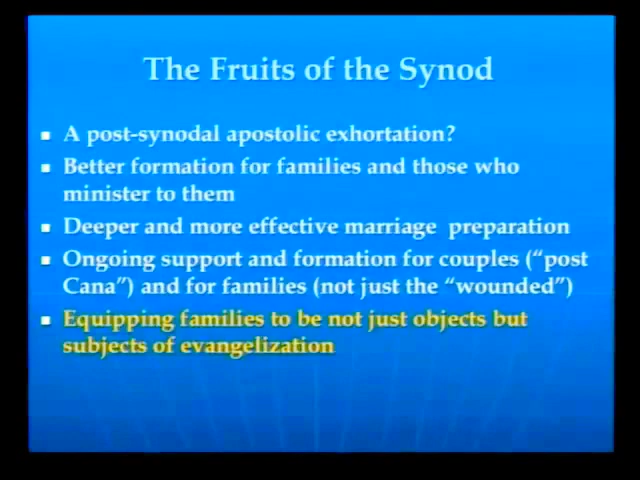 The Fruits of the Synod
A post-synodal apostolic exhortation?
Better formation for families and those who
minister to them
Deeper and more effective marriage preparation
Ongoing support and formation for couples (“post
Cana”) and for families (not just the “wounded”)
Equipping families to be not just objects but
subjects of evangelization